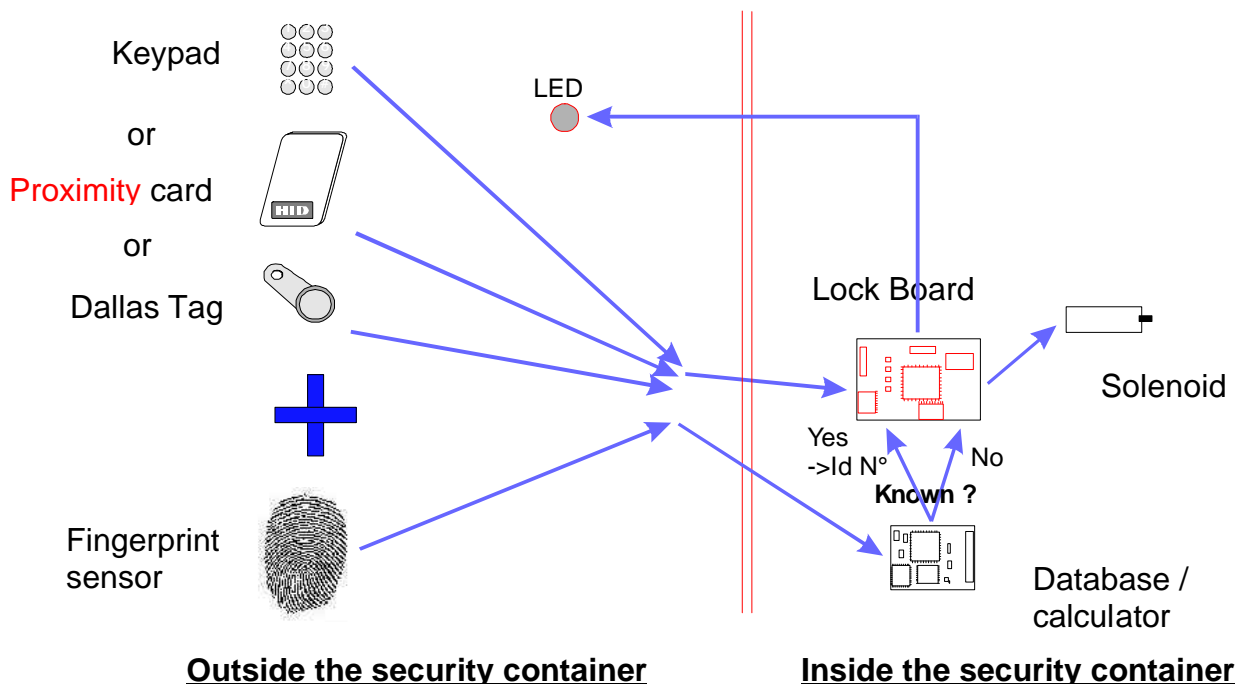 Keypad
or
Proximity card
HID
or
Dallas Tag
Fingerprint
sensor
LED
Lock Board
Solenoid
Yes
->Id N°
No
Known ?
Database /
calculator
Outside the security container
Inside the security container